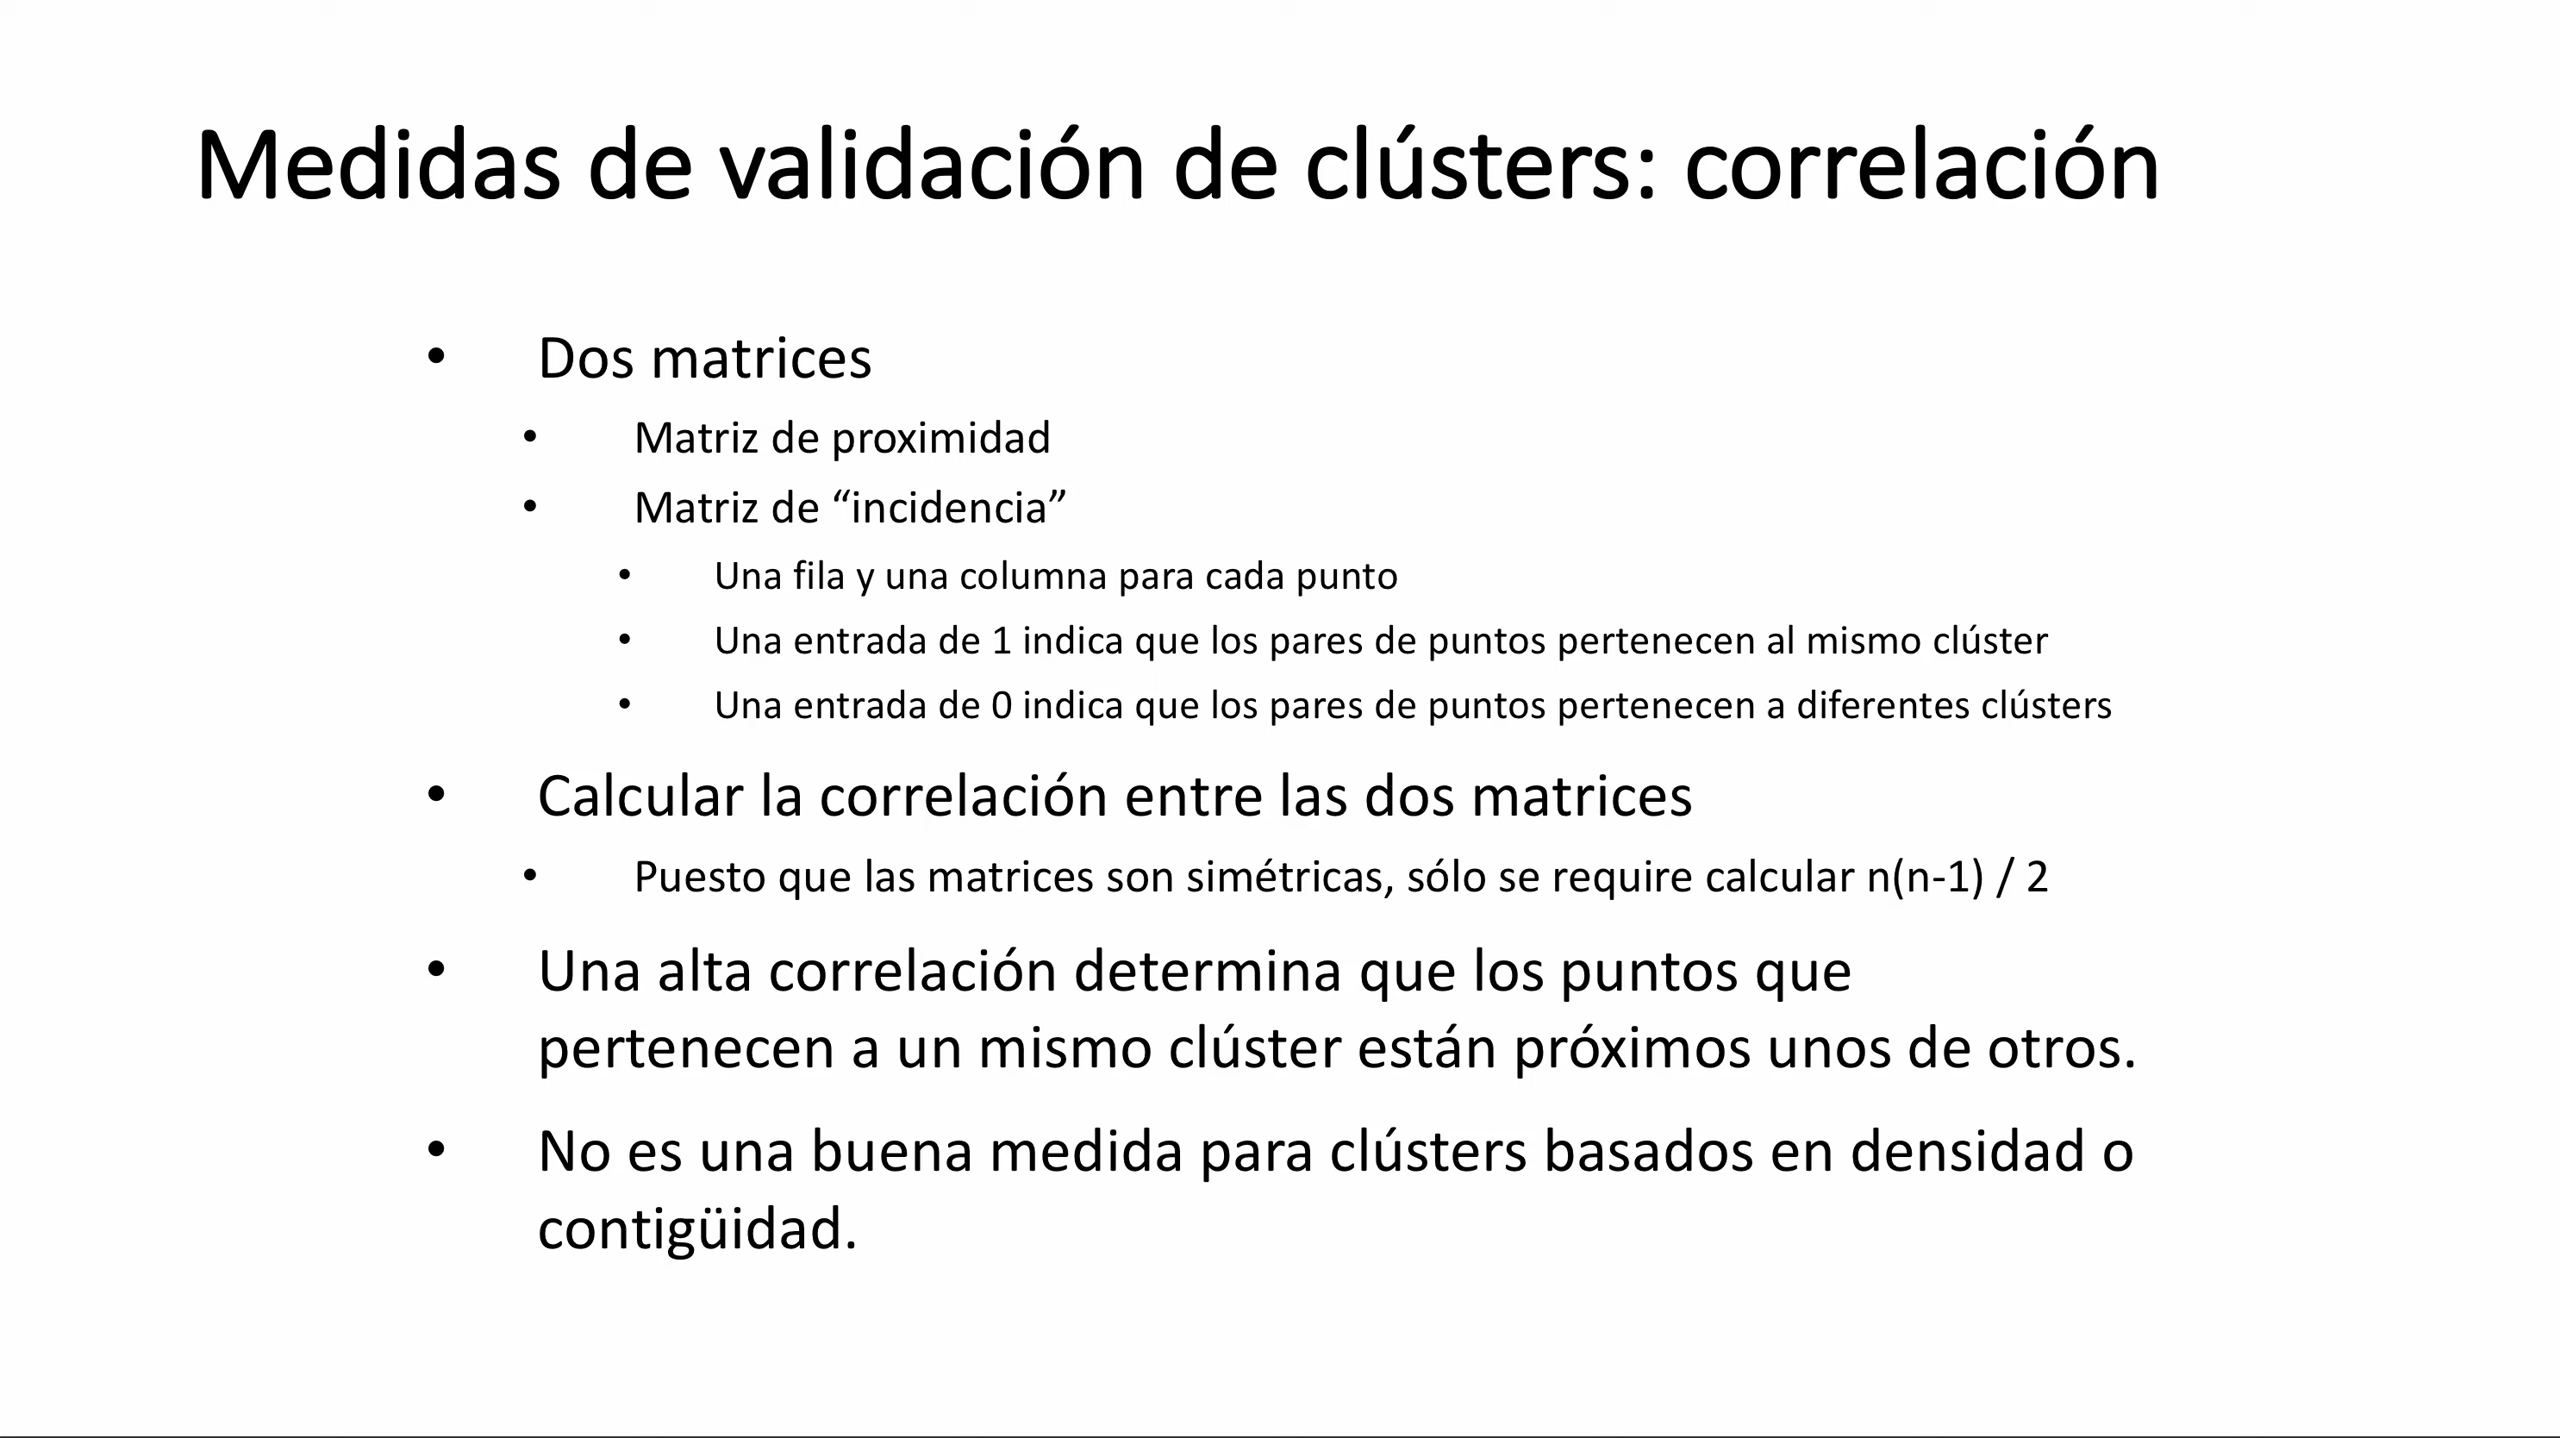 Medidas de validación de clústers: correlación
• Dos matrices
• Matriz de proximidad
• Matriz de “incidencia”
• Una fila y una columna para cada punto
• Una entrada de 1 indica que los pares de puntos pertenecen al mismo clúster
• Una entrada de 0 indica que los pares de puntos pertenecen a diferentes clústers
• Calcular la correlación entre las dos matrices
• Puesto que las matrices son simétricas, sólo se require calcular n(n-1) / 2
• Una alta correlación determina que los puntos que
pertenecen a un mismo clúster están próximos unos de otros.
• No es una buena medida para clústers basados en densidad o
contigüidad.